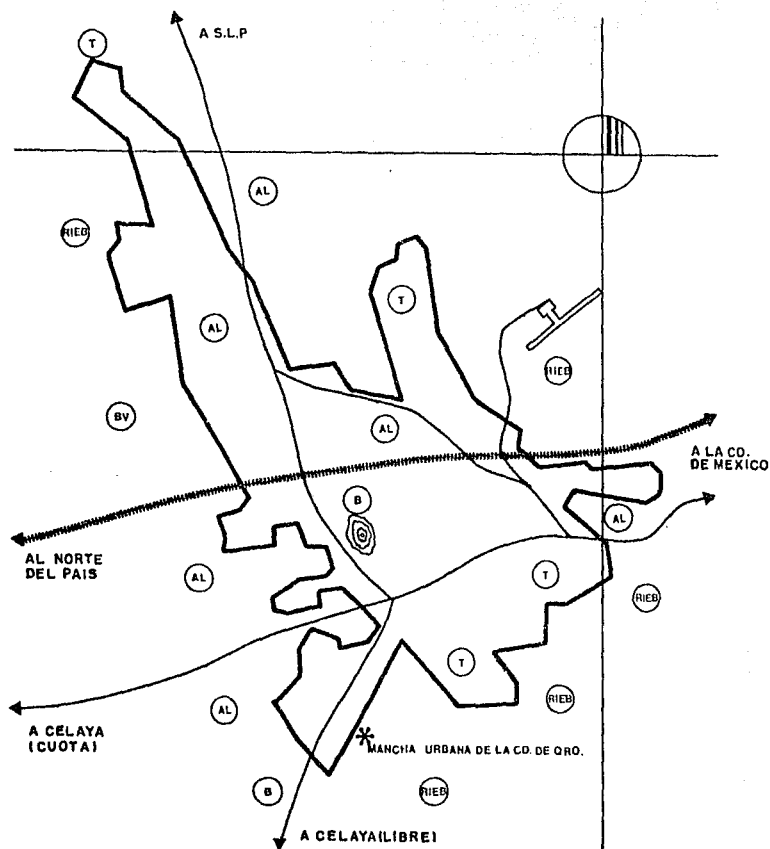 A S.L.P
T
AL
RIEB
T
AL
RIEB
BV
AL
A LA CD.
DE MEXICO
B
AL
AL NORTE
DEL PAIS
AL
T
RIEB
T
RIEB
AL
A CELAYA
(CUOTA)
MANCHA URBANA DE LA CD. DE QRO.
B
RIEB
A CELAYA(LIBRE)